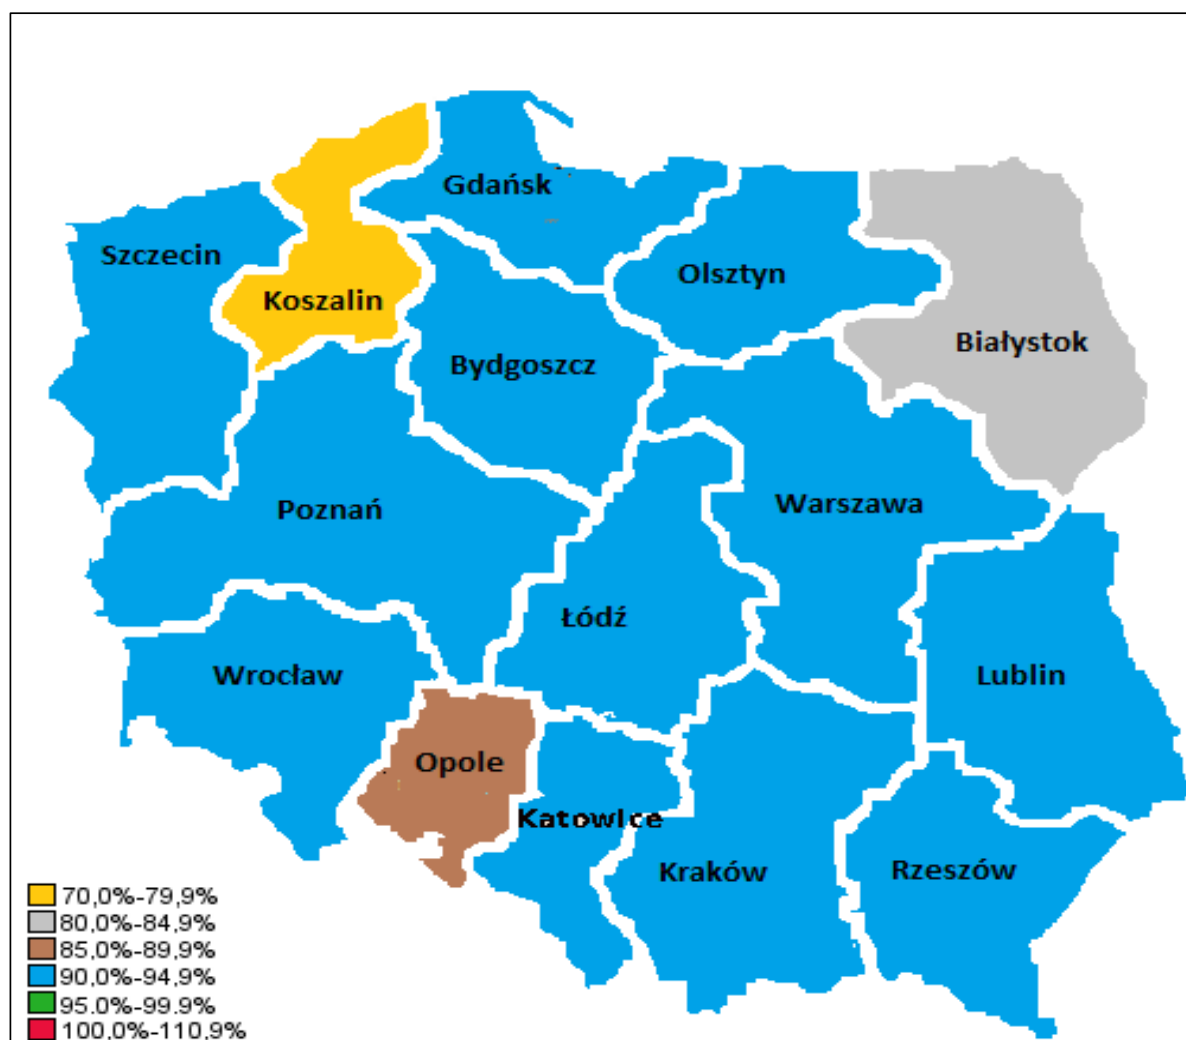 Gdańsk
Szczecin
Olsztyn
Koszalin
Białystok
Bydgoszcz
Poznań
Warszawa
Łódź
Wrocław
Lublin
Opole
Katowice
Kraków
Rzeszów
70,0%-79,9%
80,0%-84,9%
85,0%-89,9%
90,0%-94,9%
95.0%-99.9%
100,0%-110,9%